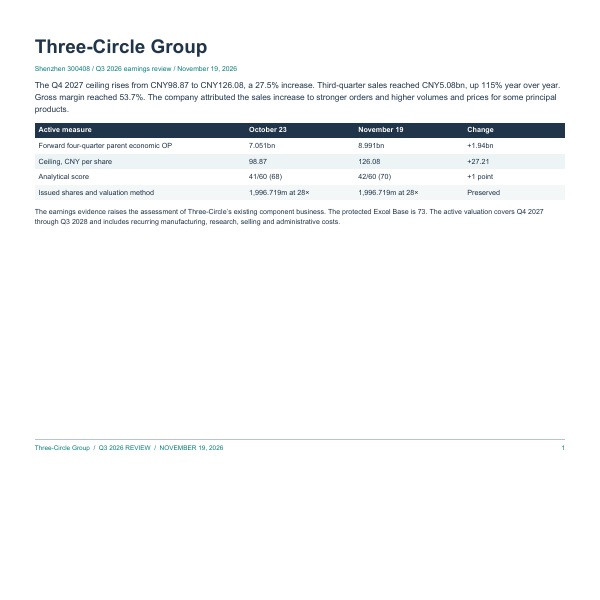 Three-Circle Group
Shenzhen 300408 / Q3 2026 earnings review / November 19, 2026
The Q4 2027 ceiling rises from CNY98.87 to CNY126.08, a 27.5% increase. Third-quarter sales reached CNY5.08bn, up 115% year over year.
Gross margin reached 53.7%. The company attributed the sales increase to stronger orders and higher volumes and prices for some principal
products.
Active measure October 23 November 19 Change
Forward four-quarter parent economic OP 7.051bn 8.991bn +1.94bn
Ceiling, CNY per share 98.87 126.08 +27.21
Analytical score 41/60 (68) 42/60 (70) +1 point
Issued shares and valuation method 1,996.719m at 28× 1,996.719m at 28× Preserved
The earnings evidence raises the assessment of Three-Circle's existing component business. The protected Excel Base is 73. The active valuation covers Q4 2027
through Q3 2028 and includes recurring manufacturing, research, selling and administrative costs.
Three-Circle Group / Q3 2026 REVIEW / NOVEMBER 19, 2026 1